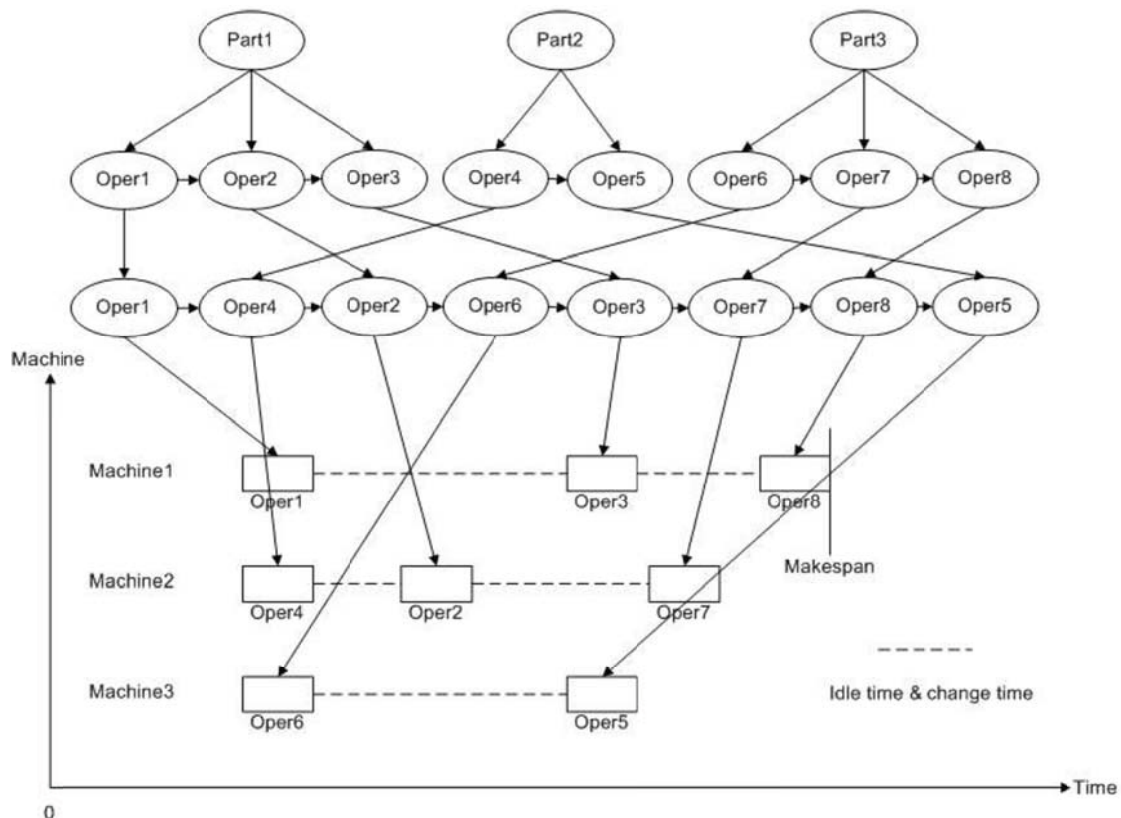 Part1 Part2 Part3
Oper1 Oper2 Oper3 Oper4 Oper5 Oper6 Oper7 Oper8
Oper1 Oper4 Oper2 Oper6 Oper3 Oper7 Oper8 Oper5
Machine
Machine1
Oper1 Oper3 Oper8
Makespan
Machine2
Oper4 Oper2 Oper7
Machine3
Idle time & change time
Oper6 Oper5
Time
0